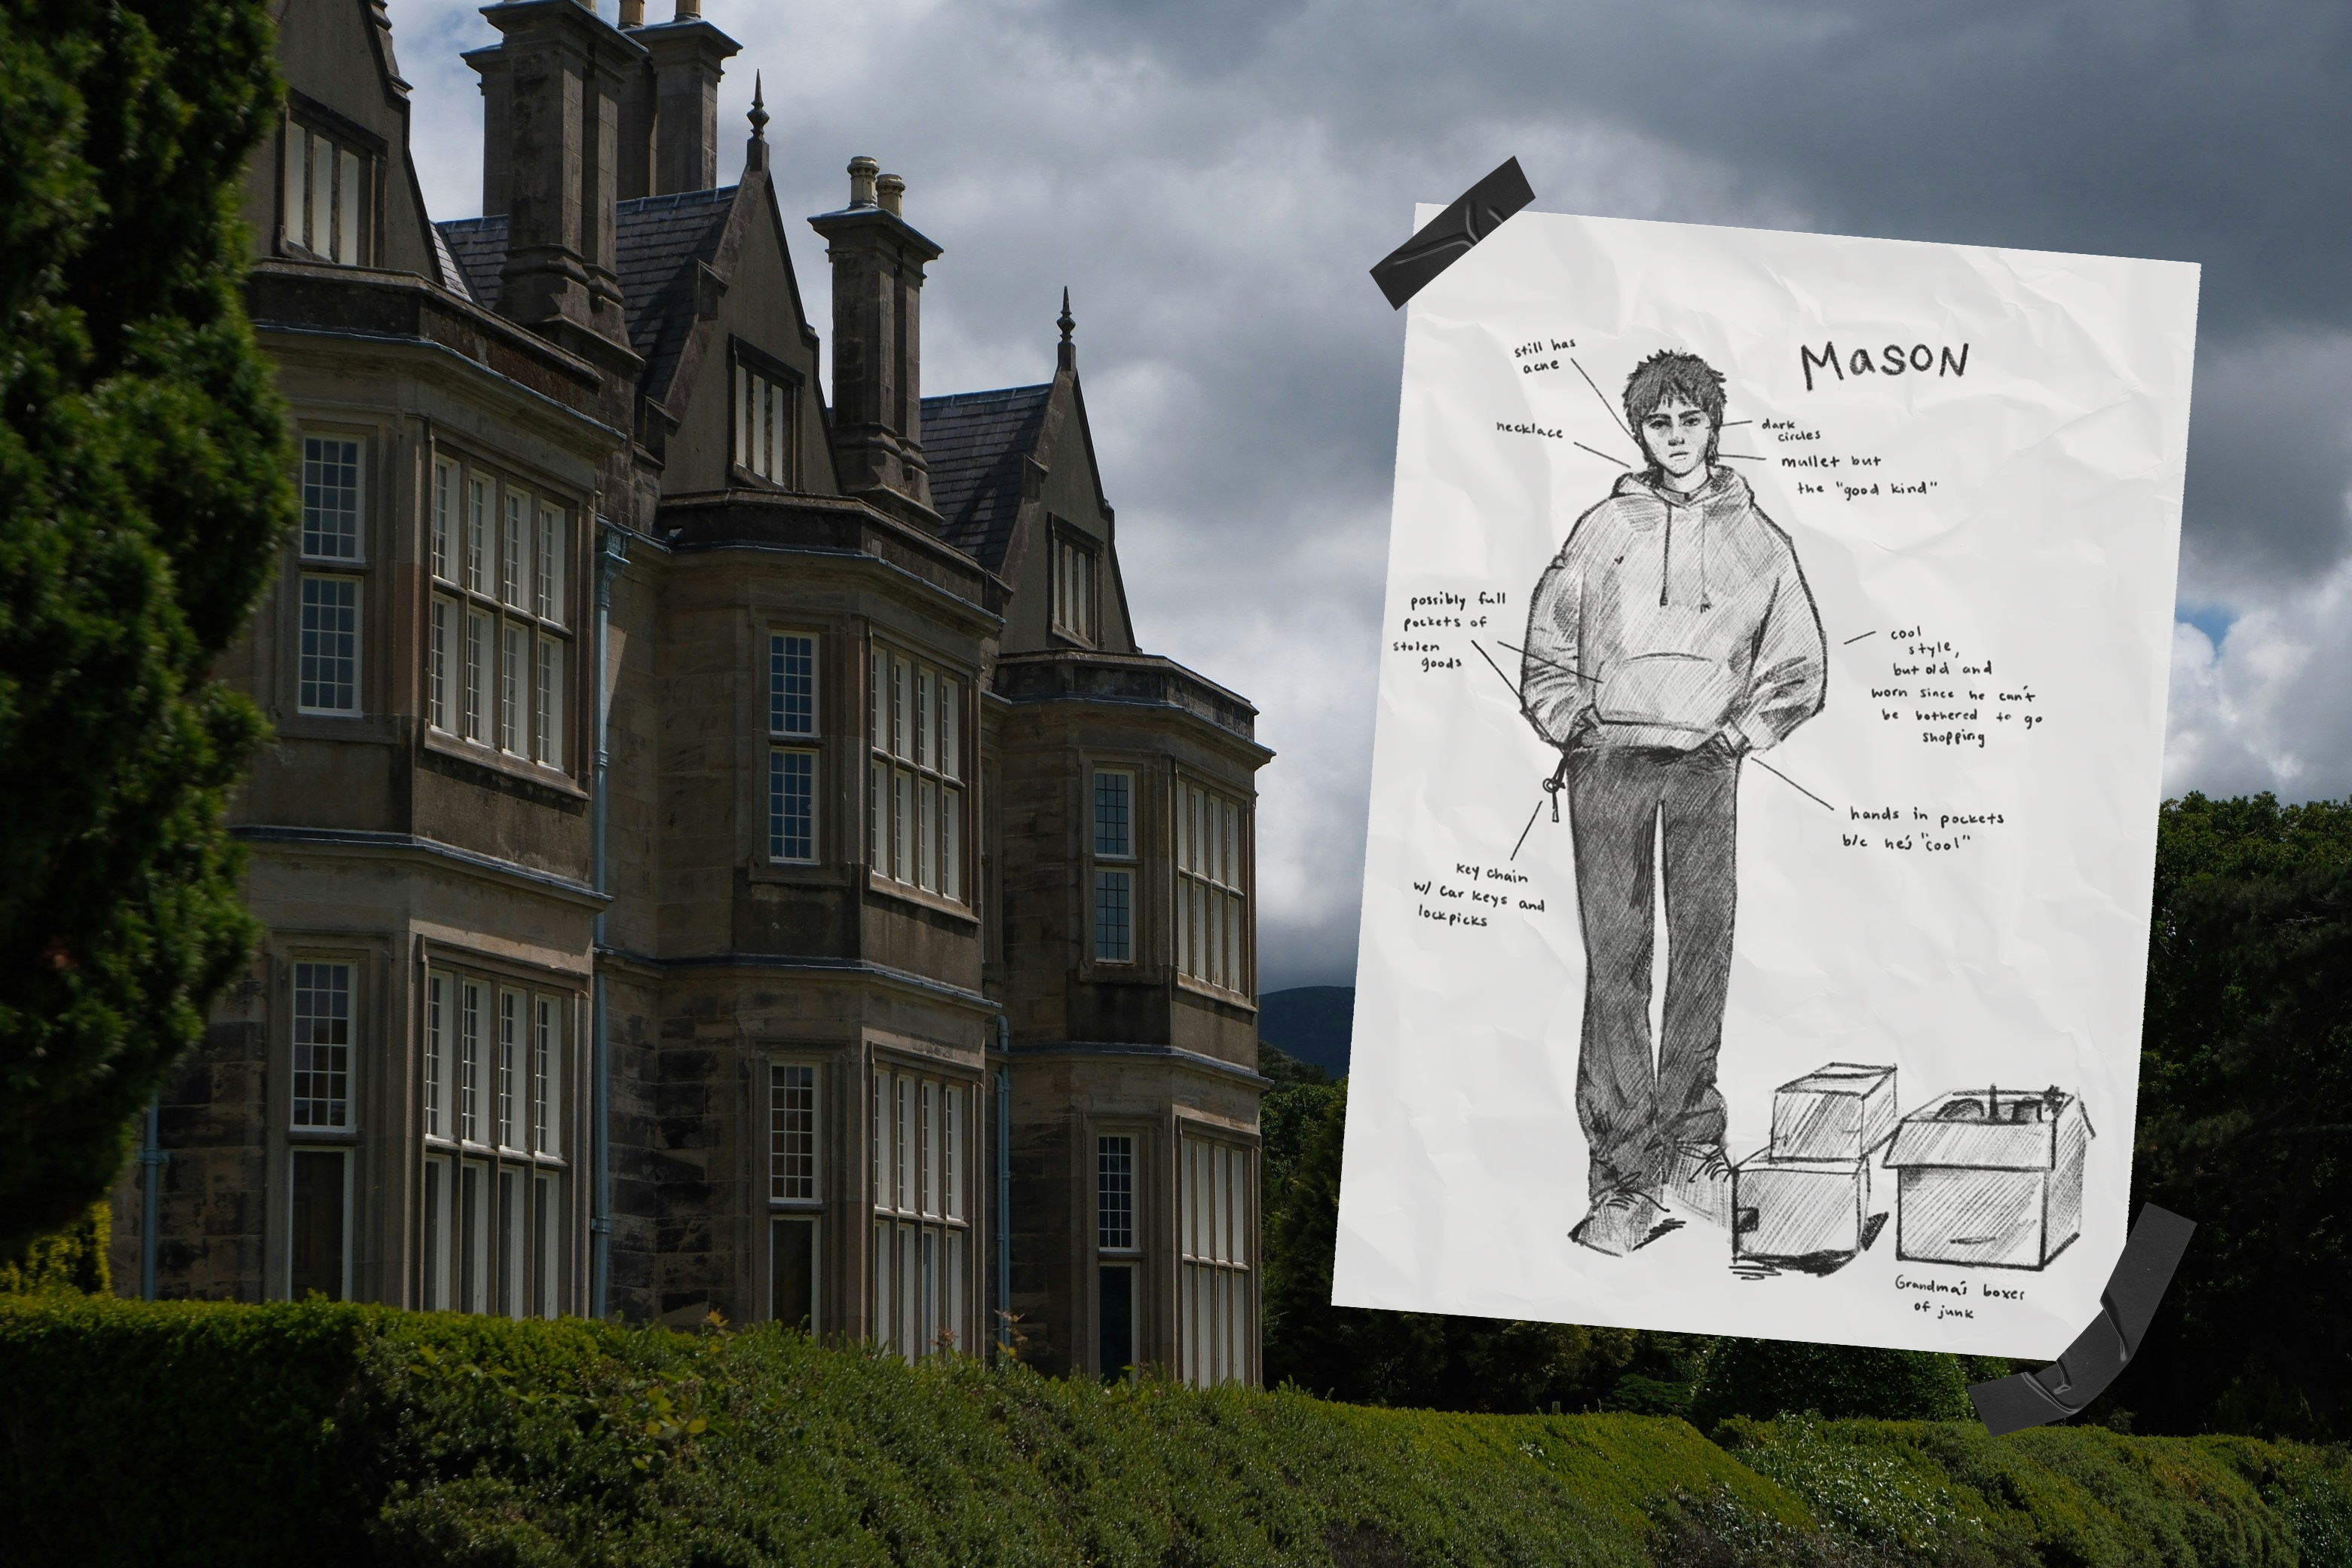 Mason
still has
acne
necklace
dark
circles
mullet but
the "good kind"
possibly full
pockets of
stolen
goods
cool
style,
but old and
worn since he can't
be bothered to go
shopping
hands in pockets
b/c he's "cool"
key chain
w/ car keys and
lockpicks
Grandma's boxes
of junk